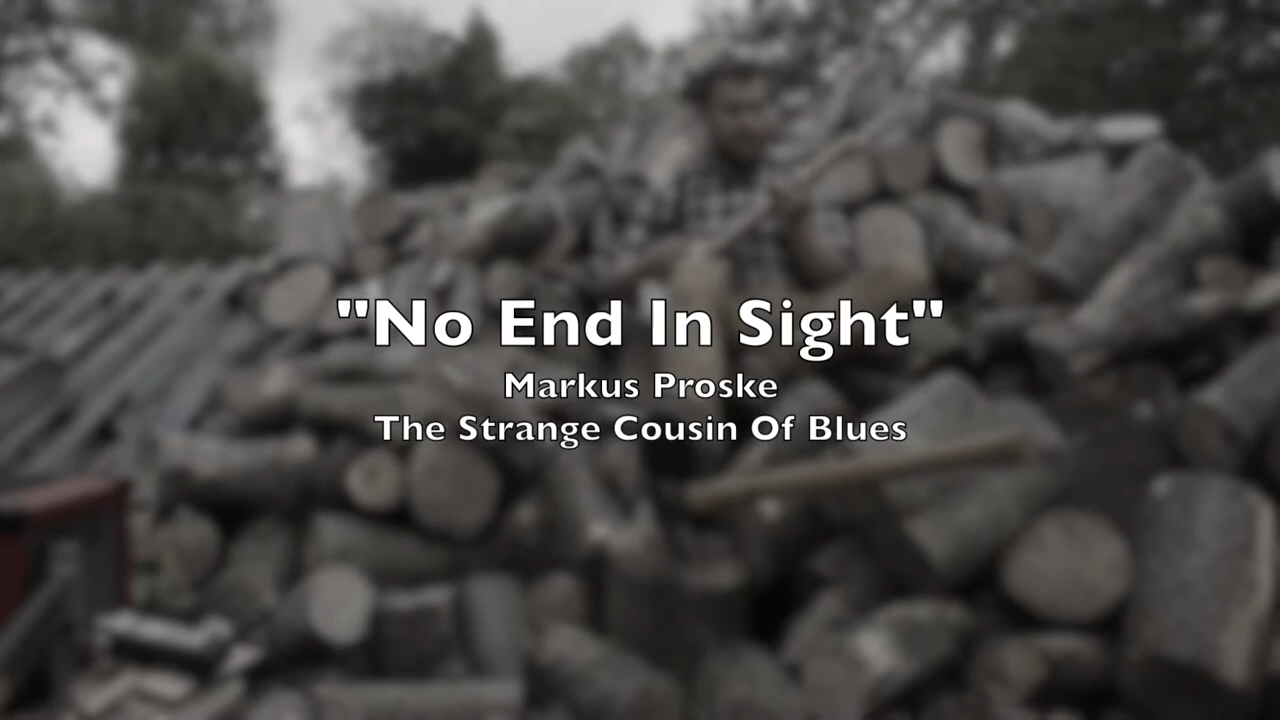 "No End In Sight"
Markus Proske
The Strange Cousin Of Blues